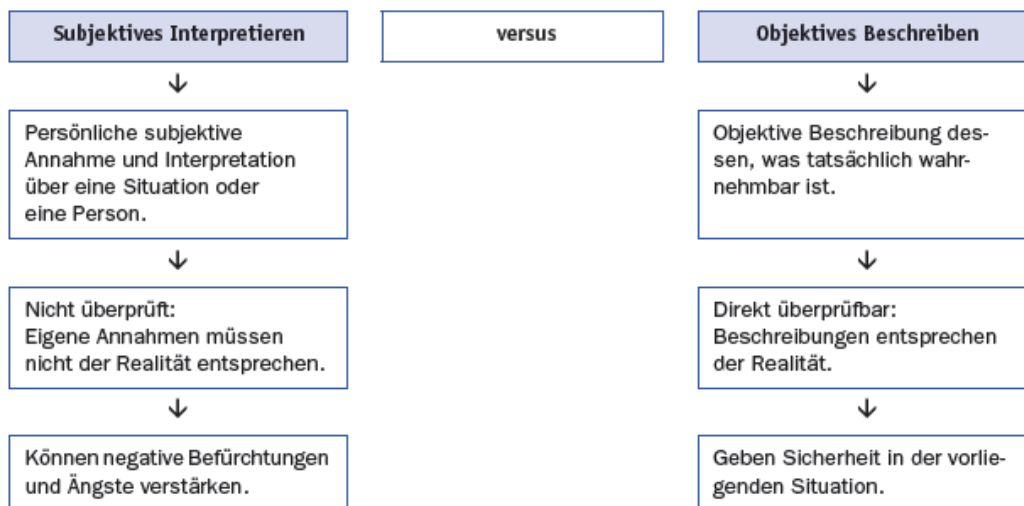 Subjektives Interpretieren
versus
Objektives Beschreiben
Persönliche subjektive
Annahme und Interpretation
über eine Situation oder
eine Person.
Objektive Beschreibung des-
sen, was tatsächlich wahr-
nehmbar ist.
Nicht überprüft:
Eigene Annahmen müssen
nicht der Realität entsprechen.
Direkt überprüfbar:
Beschreibungen entsprechen
der Realität.
Können negative Befürchtungen
und Ängste verstärken.
Geben Sicherheit in der vorlie-
genden Situation.